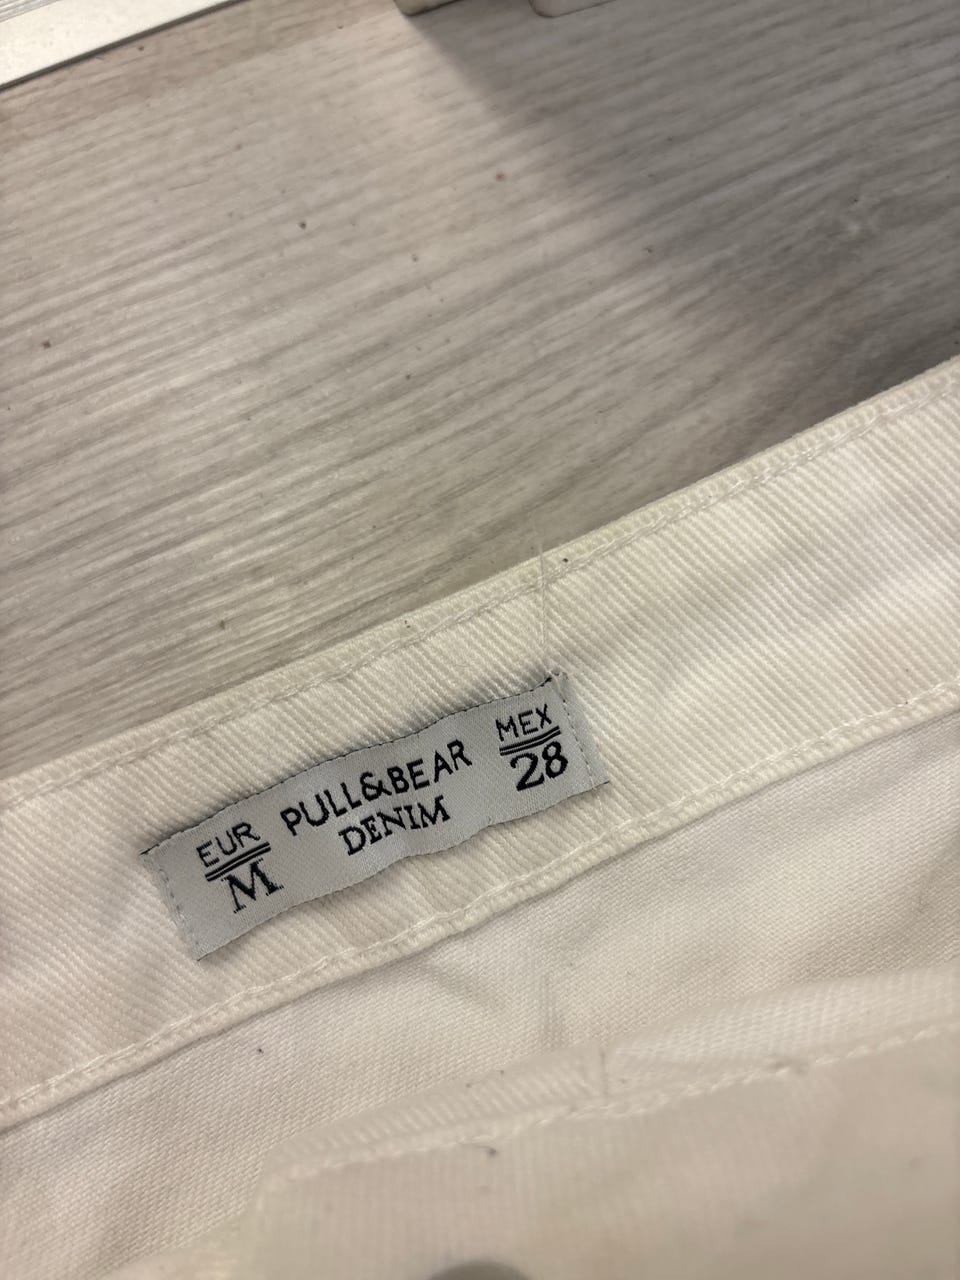 EUR
M
PULL&BEAR
DENIM
MEX
28